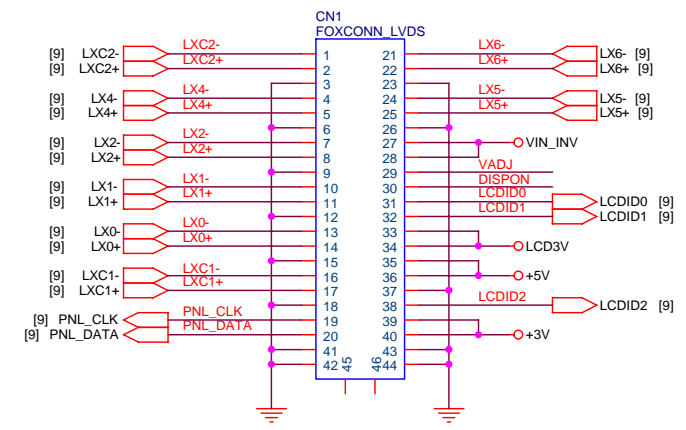 CN1
FOXCONN_LVDS
[9] LXC2- LXC2- 1 21 LX6- LX6- [9]
[9] LXC2+ LXC2+ 2 22 LX6+ LX6+ [9]
3 23
[9] LX4- LX4- 4 24 LX5- LX5- [9]
[9] LX4+ LX4+ 5 25 LX5+ LX5+ [9]
6 26
[9] LX2- LX2- 7 27 VIN_INV
[9] LX2+ LX2+ 8 28
9 29 VADJ
[9] LX1- LX1- 10 30 DISPON
[9] LX1+ LX1+ 11 31 LCDID0 LCDID0 [9]
12 32 LCDID1 LCDID1 [9]
[9] LX0- LX0- 13 33
[9] LX0+ LX0+ 14 34 LCD3V
15 35
[9] LXC1- LXC1- 16 36 +5V
[9] LXC1+ LXC1+ 17 37
18 38 LCDID2 LCDID2 [9]
[9] PNL_CLK PNL_CLK 19 39
[9] PNL_DATA PNL_DATA 20 40 +3V
41 43
42 45 46 44